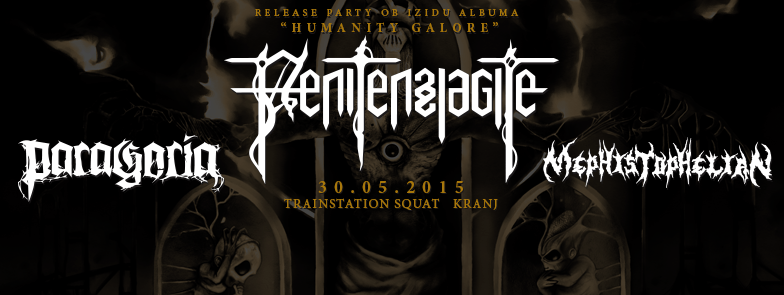 RELEASE PARTY OB IZIDU ALBUMA
“HUMANITY GALORE”
PENITENZIAGITE
paraGoria
MEPHISTOPHELIAN
30.05.2015
TRAINSTATION SQUAT KRANJ